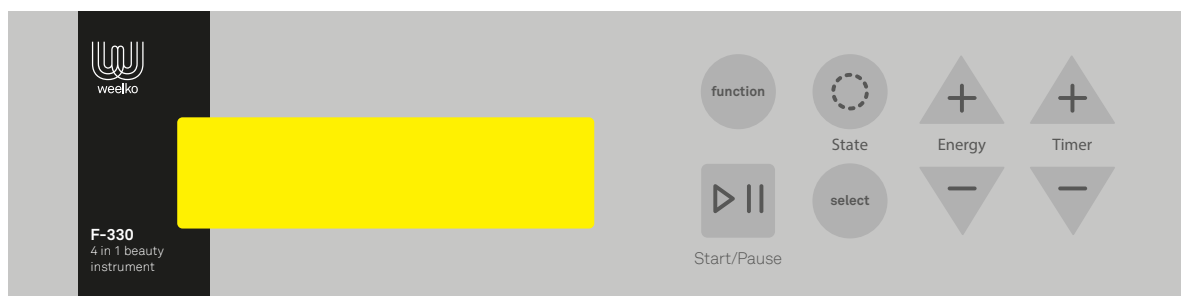 weelko
F-330
4 in 1 beauty
instrument
function
State
Energy
Timer
select
Start/Pause